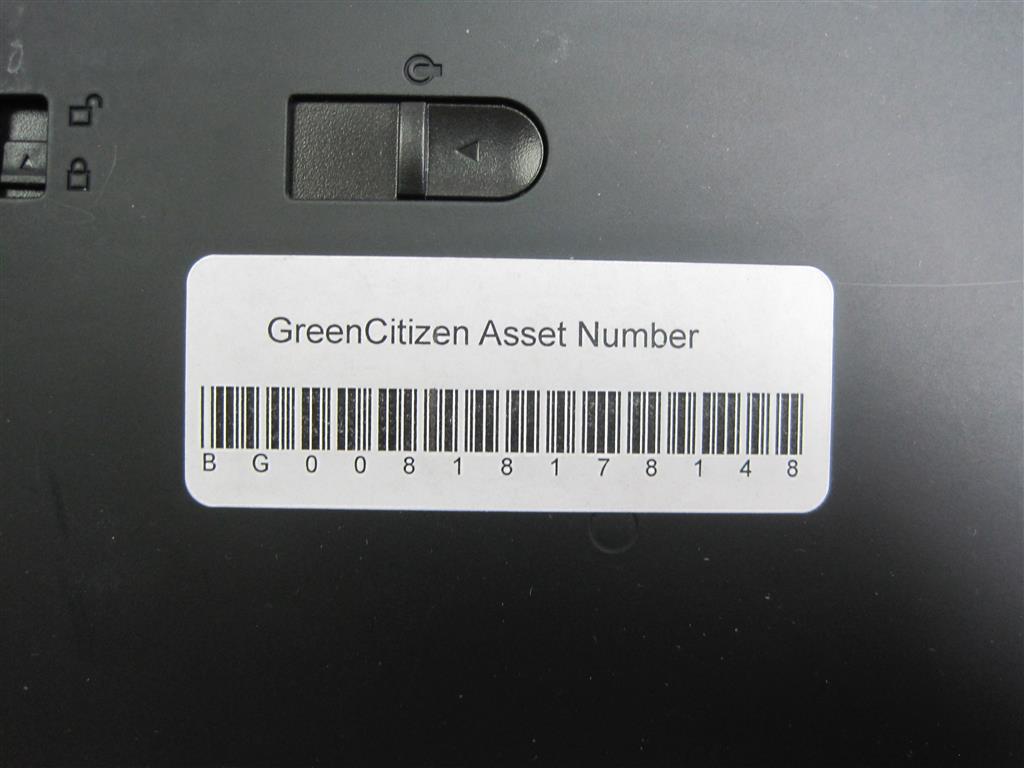 GreenCitizen Asset Number
B G 0 0 8 1 8 1 7 8 1 4 8